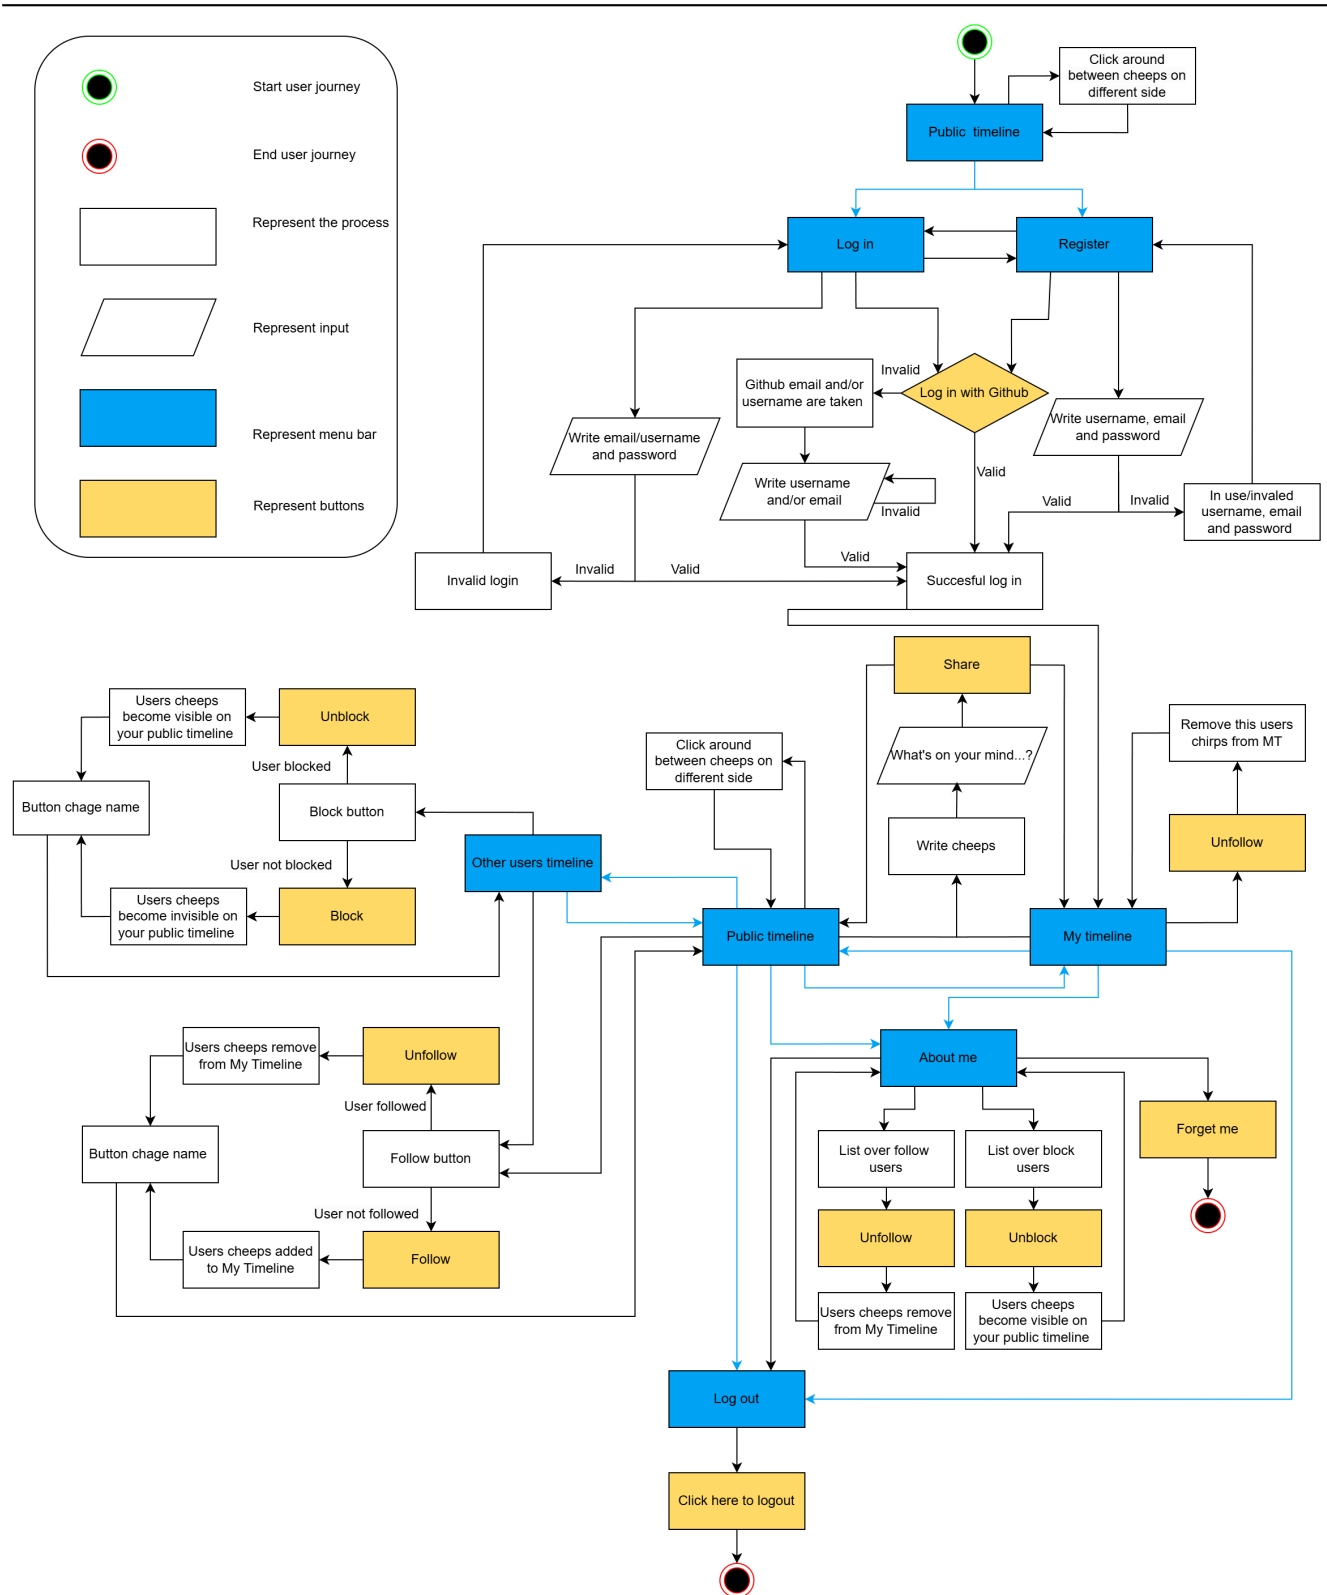 Start user journey
End user journey
Represent the process
Represent input
Represent menu bar
Represent buttons
Click around
between cheeps on
different side
Public  timeline
Log in
Register
Github email and/or
username are taken
Invalid
Log in with Github
Write email/username
and password
Write username, email
and password
Write username
and/or email
Invalid
Valid
Valid
Invalid
In use/invaled
username, email
and password
Invalid login
Invalid
Valid
Valid
Succesful log in
Share
Users cheeps
become visible on
your public timeline
Unblock
Click around
between cheeps on
different side
What's on your mind...?
Remove this users
chirps from MT
User blocked
Button chage name
Block button
Write cheeps
Unfollow
User not blocked
Other users timeline
Users cheeps
become invisible on
your public timeline
Block
Public timeline
My timeline
Users cheeps remove
from My Timeline
Unfollow
About me
User followed
Button chage name
Follow button
List over follow
users
List over block
users
Forget me
User not followed
Unfollow
Unblock
Users cheeps added
to My Timeline
Follow
Users cheeps remove
from My Timeline
Users cheeps
become visible on
your public timeline
Log out
Click here to logout